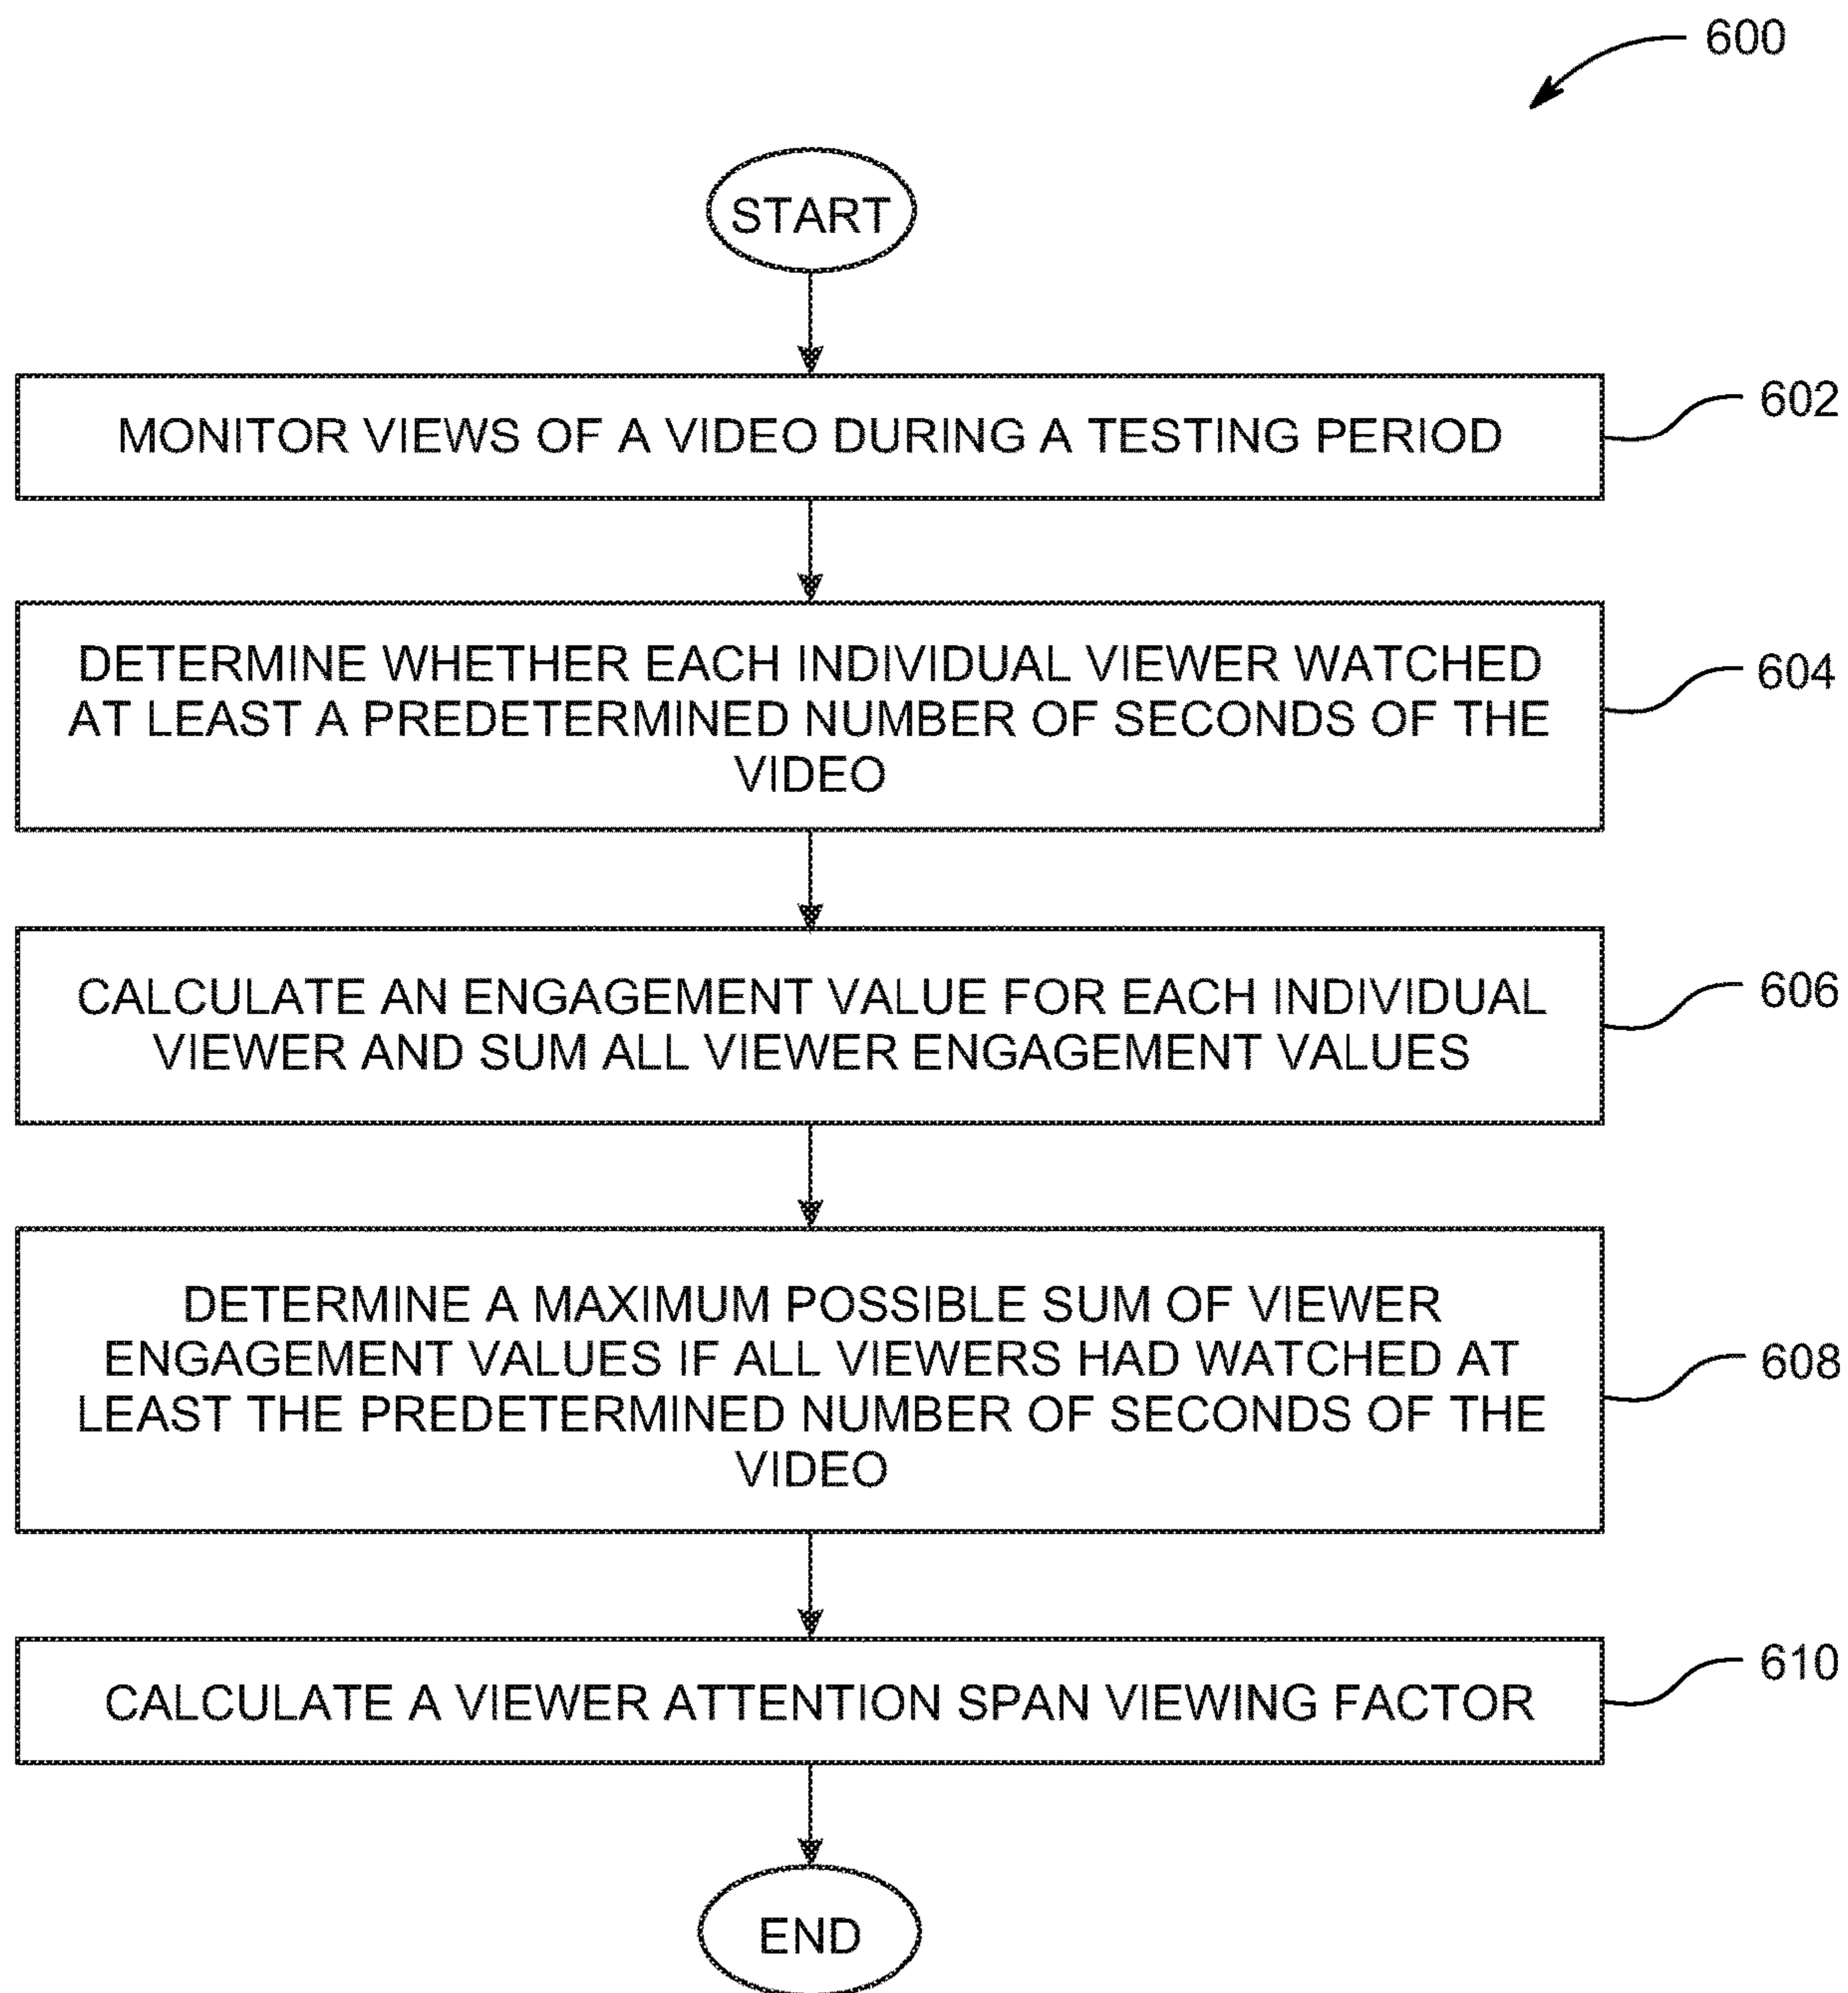 600
START
MONITOR VIEWS OF A VIDEO DURING A TESTING PERIOD
602
DETERMINE WHETHER EACH INDIVIDUAL VIEWER WATCHED
AT LEAST A PREDETERMINED NUMBER OF SECONDS OF THE
VIDEO
604
CALCULATE AN ENGAGEMENT VALUE FOR EACH INDIVIDUAL
VIEWER AND SUM ALL VIEWER ENGAGEMENT VALUES
606
DETERMINE A MAXIMUM POSSIBLE SUM OF VIEWER
ENGAGEMENT VALUES IF ALL VIEWERS HAD WATCHED AT
LEAST THE PREDETERMINED NUMBER OF SECONDS OF THE
VIDEO
608
CALCULATE A VIEWER ATTENTION SPAN VIEWING FACTOR
610
END